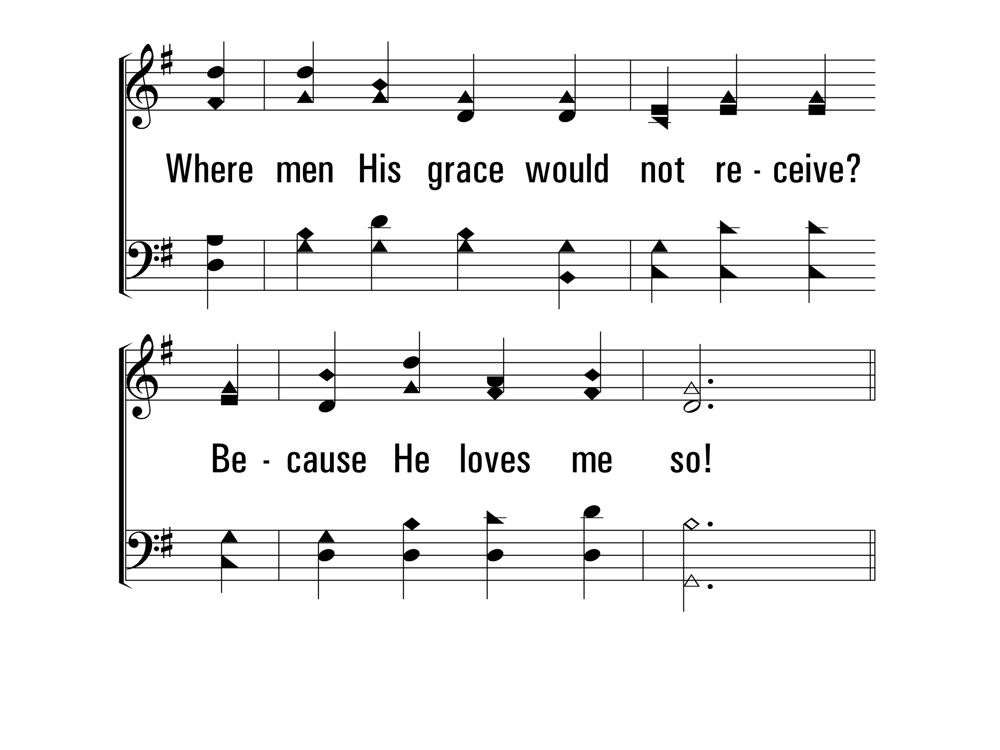 Where men His grace would not re - ceive?
Be - cause He loves me so!